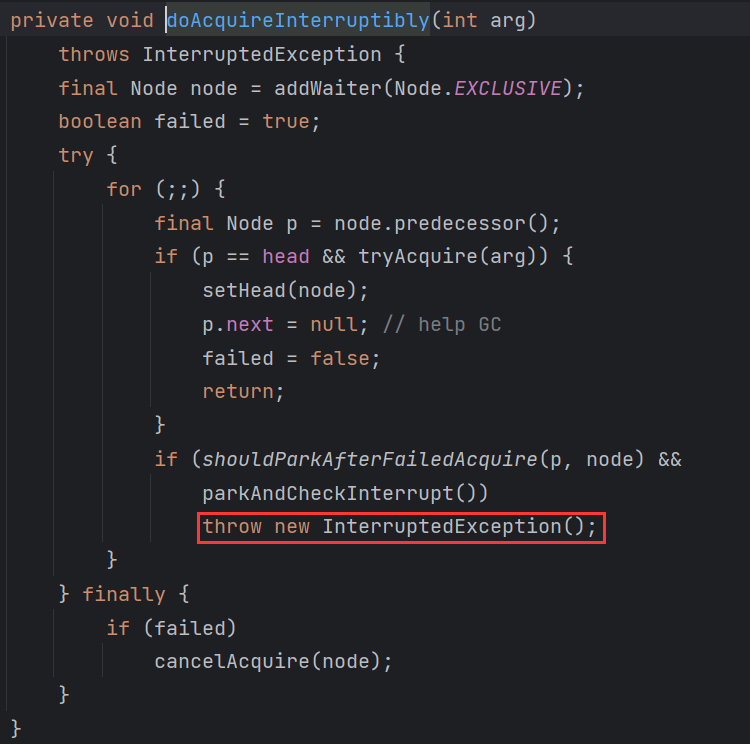 private void doAcquireInterruptibly(int arg)
    throws InterruptedException {
    final Node node = addWaiter(Node.EXCLUSIVE);
    boolean failed = true;
    try {
        for (;;) {
            final Node p = node.predecessor();
            if (p == head && tryAcquire(arg)) {
                setHead(node);
                p.next = null; // help GC
                failed = false;
                return;
            }
            if (shouldParkAfterFailedAcquire(p, node) &&
                parkAndCheckInterrupt())
                throw new InterruptedException();
        }
    } finally {
        if (failed)
            cancelAcquire(node);
    }
}